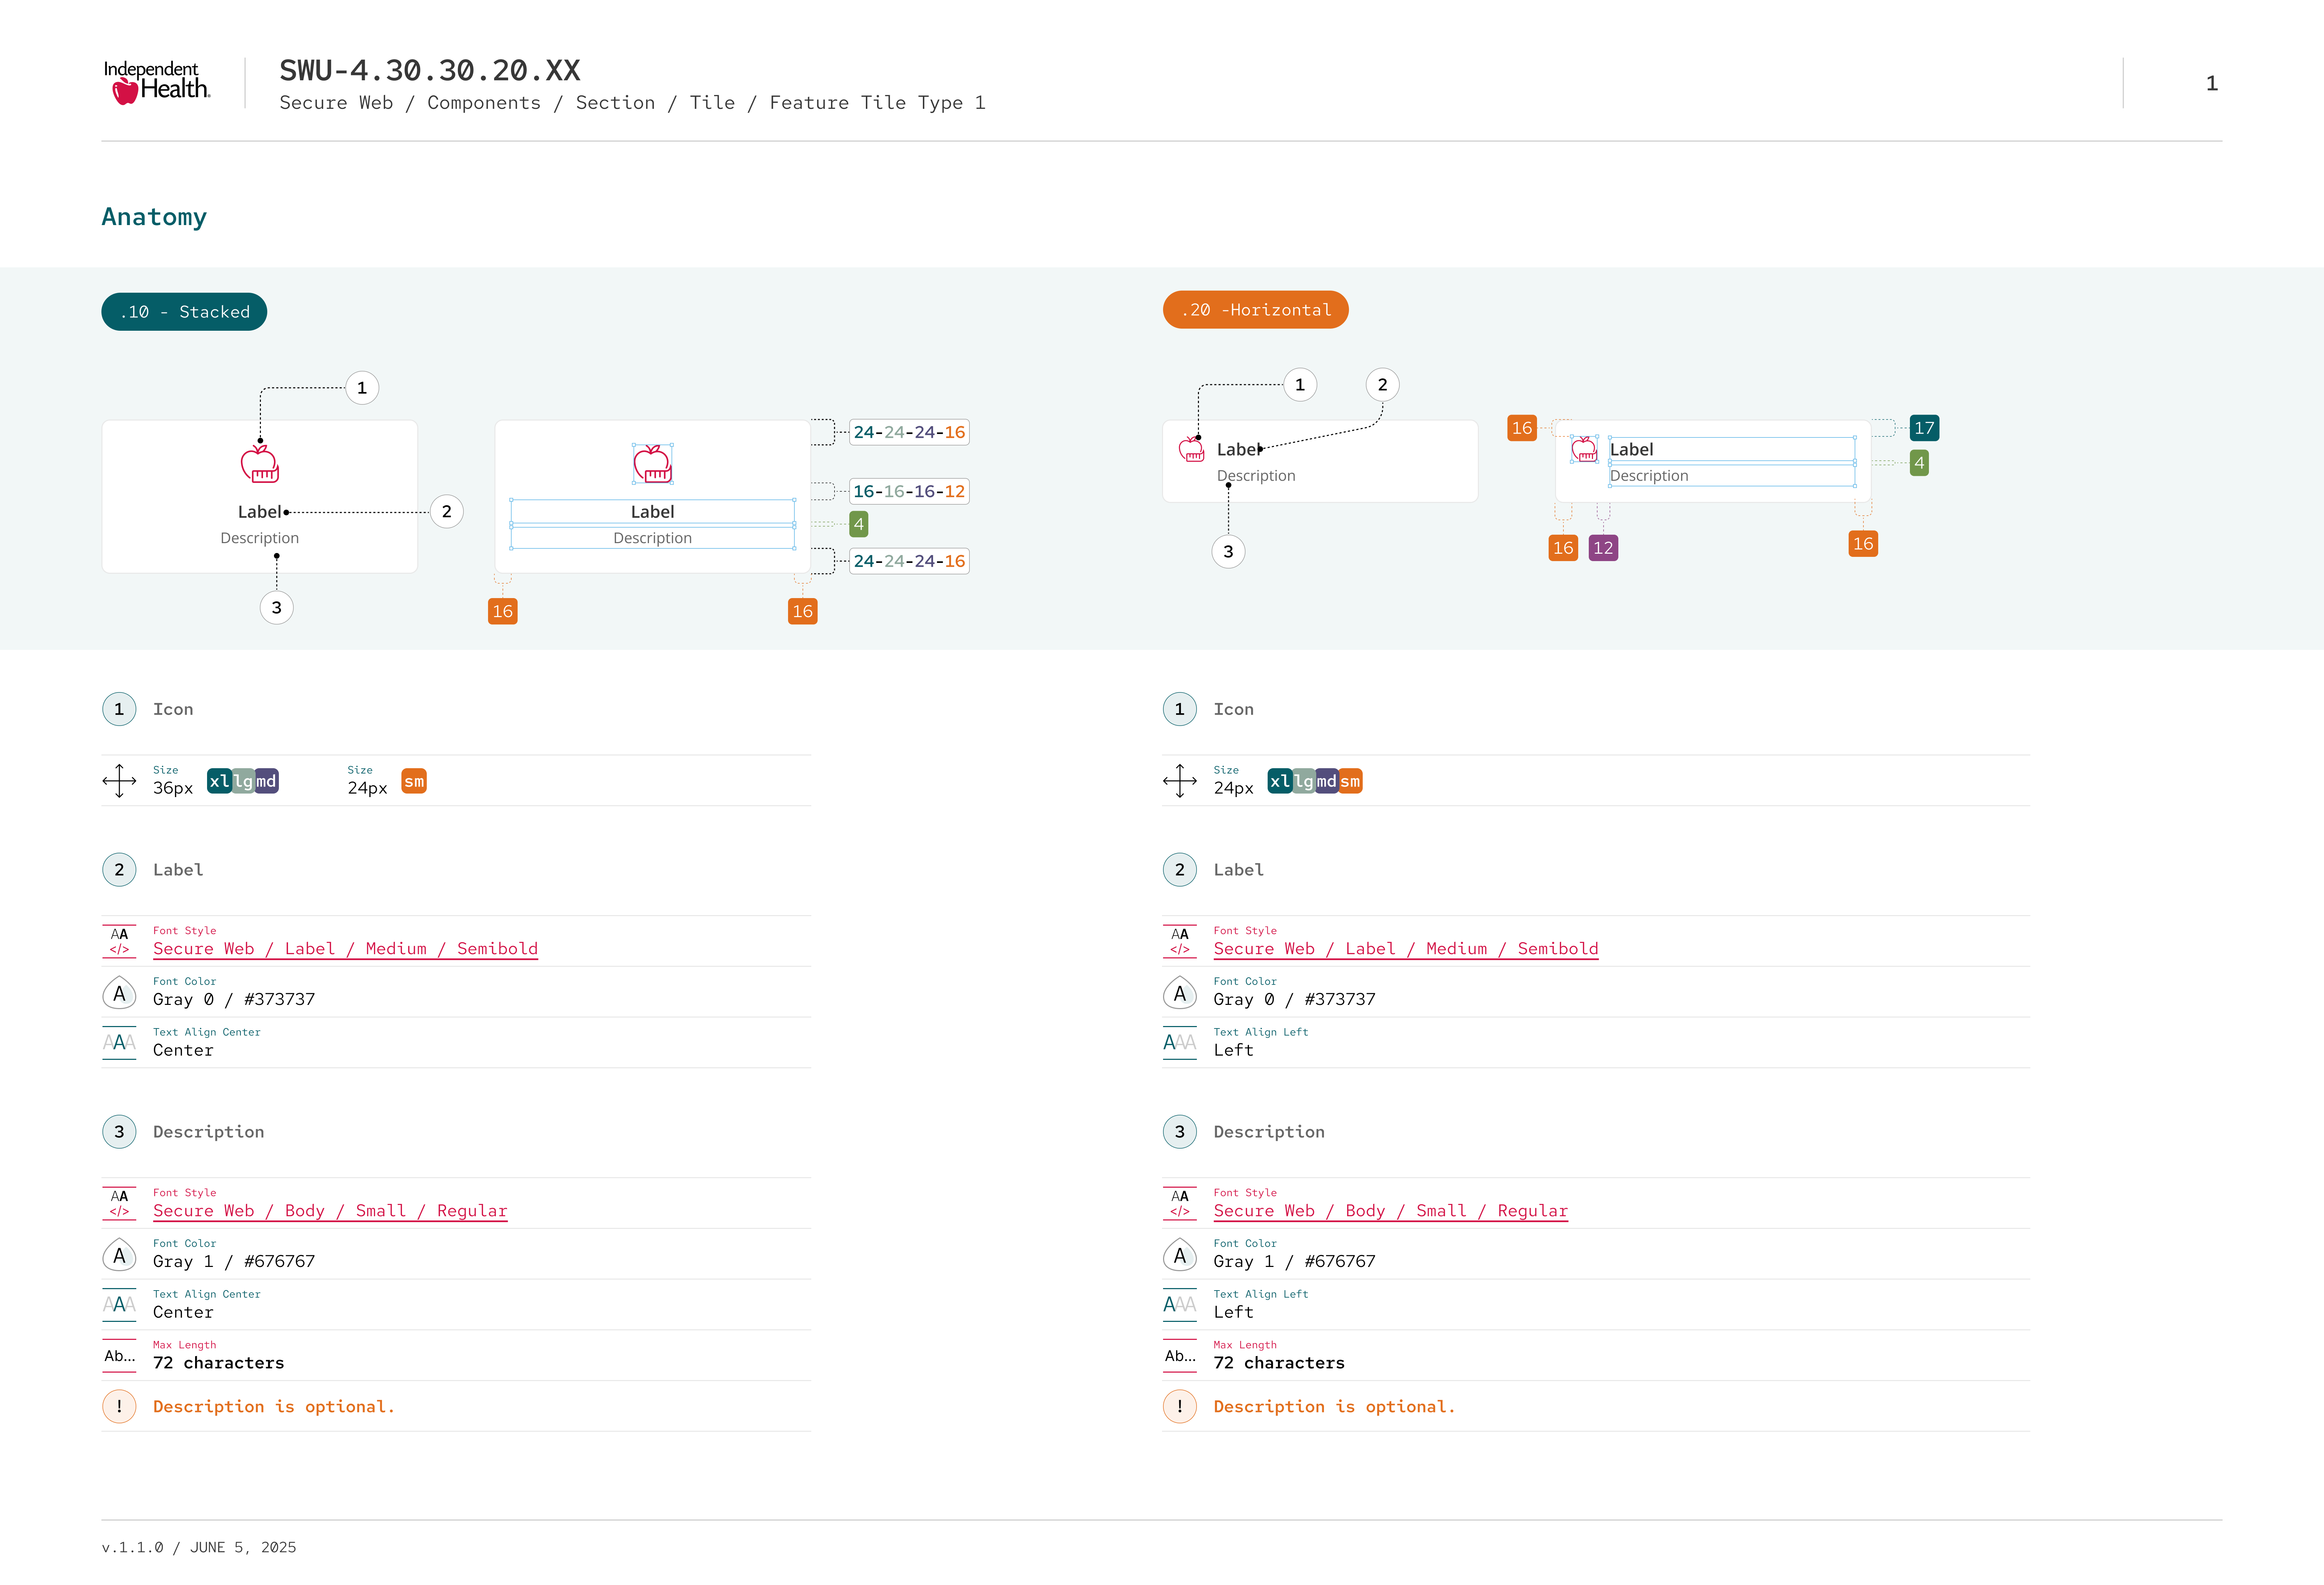 Independent
Health®
SWU-4.30.30.20.XX
Secure Web / Components / Section / Tile / Feature Tile Type 1
1
Anatomy
.10 - Stacked
1
Label
Description
2
3
Label
Description
24-24-24-16
16-16-16-12
4
24-24-24-16
16
16
.20 -Horizontal
1
2
Label
Description
3
16
Label
Description
17
4
16
12
16
1
Icon
Size
36px
xl lg md
Size
24px
sm
2
Label
AA
</>
Font Style
Secure Web / Label / Medium / Semibold
A
Font Color
Gray 0 / #373737
AAA
Text Align Center
Center
3
Description
AA
</>
Font Style
Secure Web / Body / Small / Regular
A
Font Color
Gray 1 / #676767
AAA
Text Align Center
Center
Ab...
Max Length
72 characters
!
Description is optional.
1
Icon
Size
24px
xl lg md sm
2
Label
AA
</>
Font Style
Secure Web / Label / Medium / Semibold
A
Font Color
Gray 0 / #373737
AAA
Text Align Left
Left
3
Description
AA
</>
Font Style
Secure Web / Body / Small / Regular
A
Font Color
Gray 1 / #676767
AAA
Text Align Left
Left
Ab...
Max Length
72 characters
!
Description is optional.
v.1.1.0 / JUNE 5, 2025